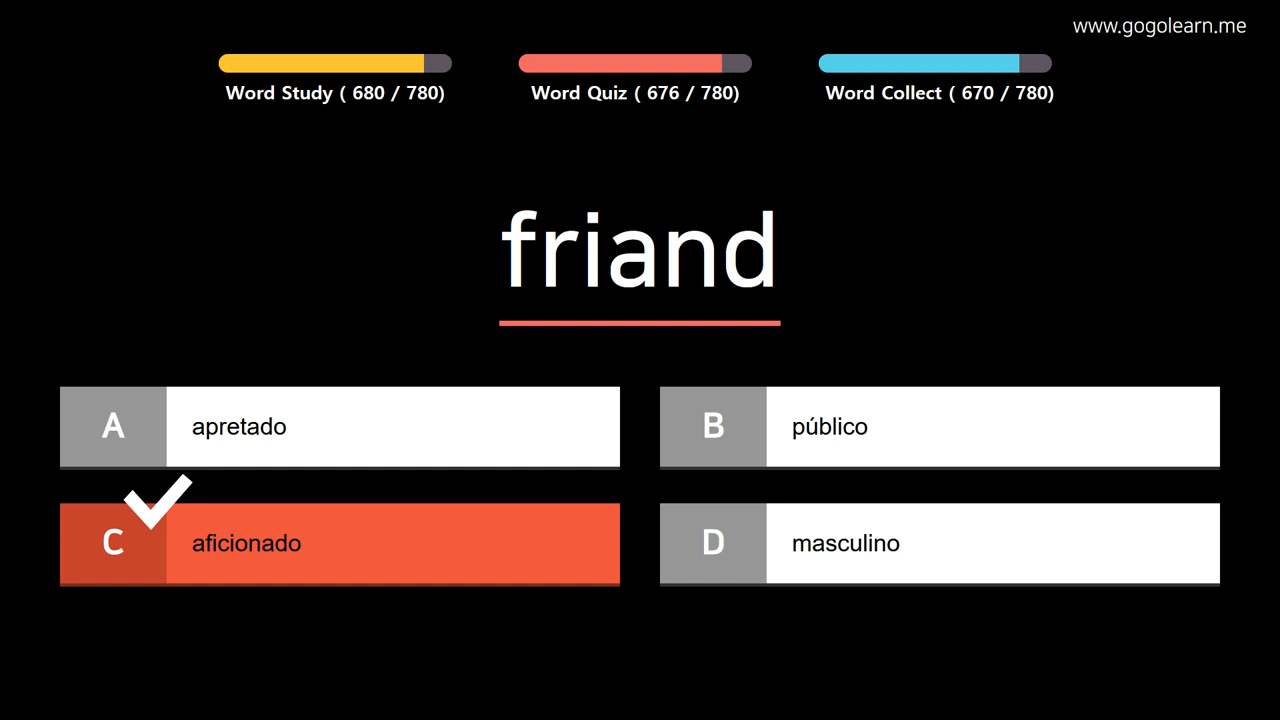 www.gogolearn.me
Word Study ( 680 / 780)
Word Quiz ( 676 / 780)
Word Collect ( 670 / 780)
friand
A apretado
B público
C aficionado
D masculino